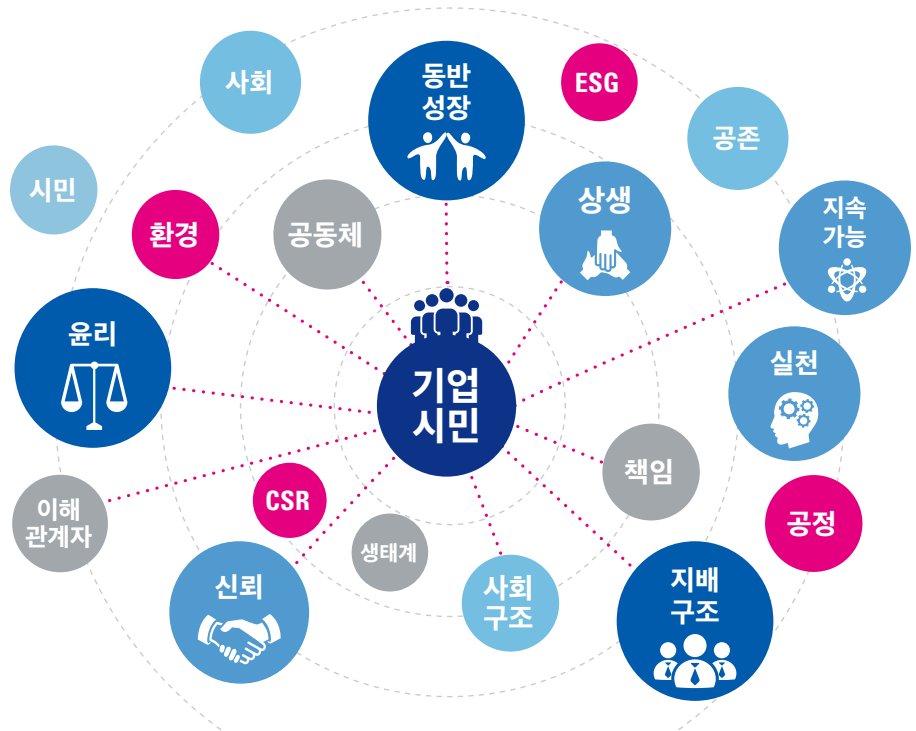 사회
동반
성장
ESG
공존
시민
환경
공동체
상생
지속
가능
윤리
기업
시민
실천
이해
관계자
CSR
생태계
책임
공정
신뢰
사회
구조
지배
구조